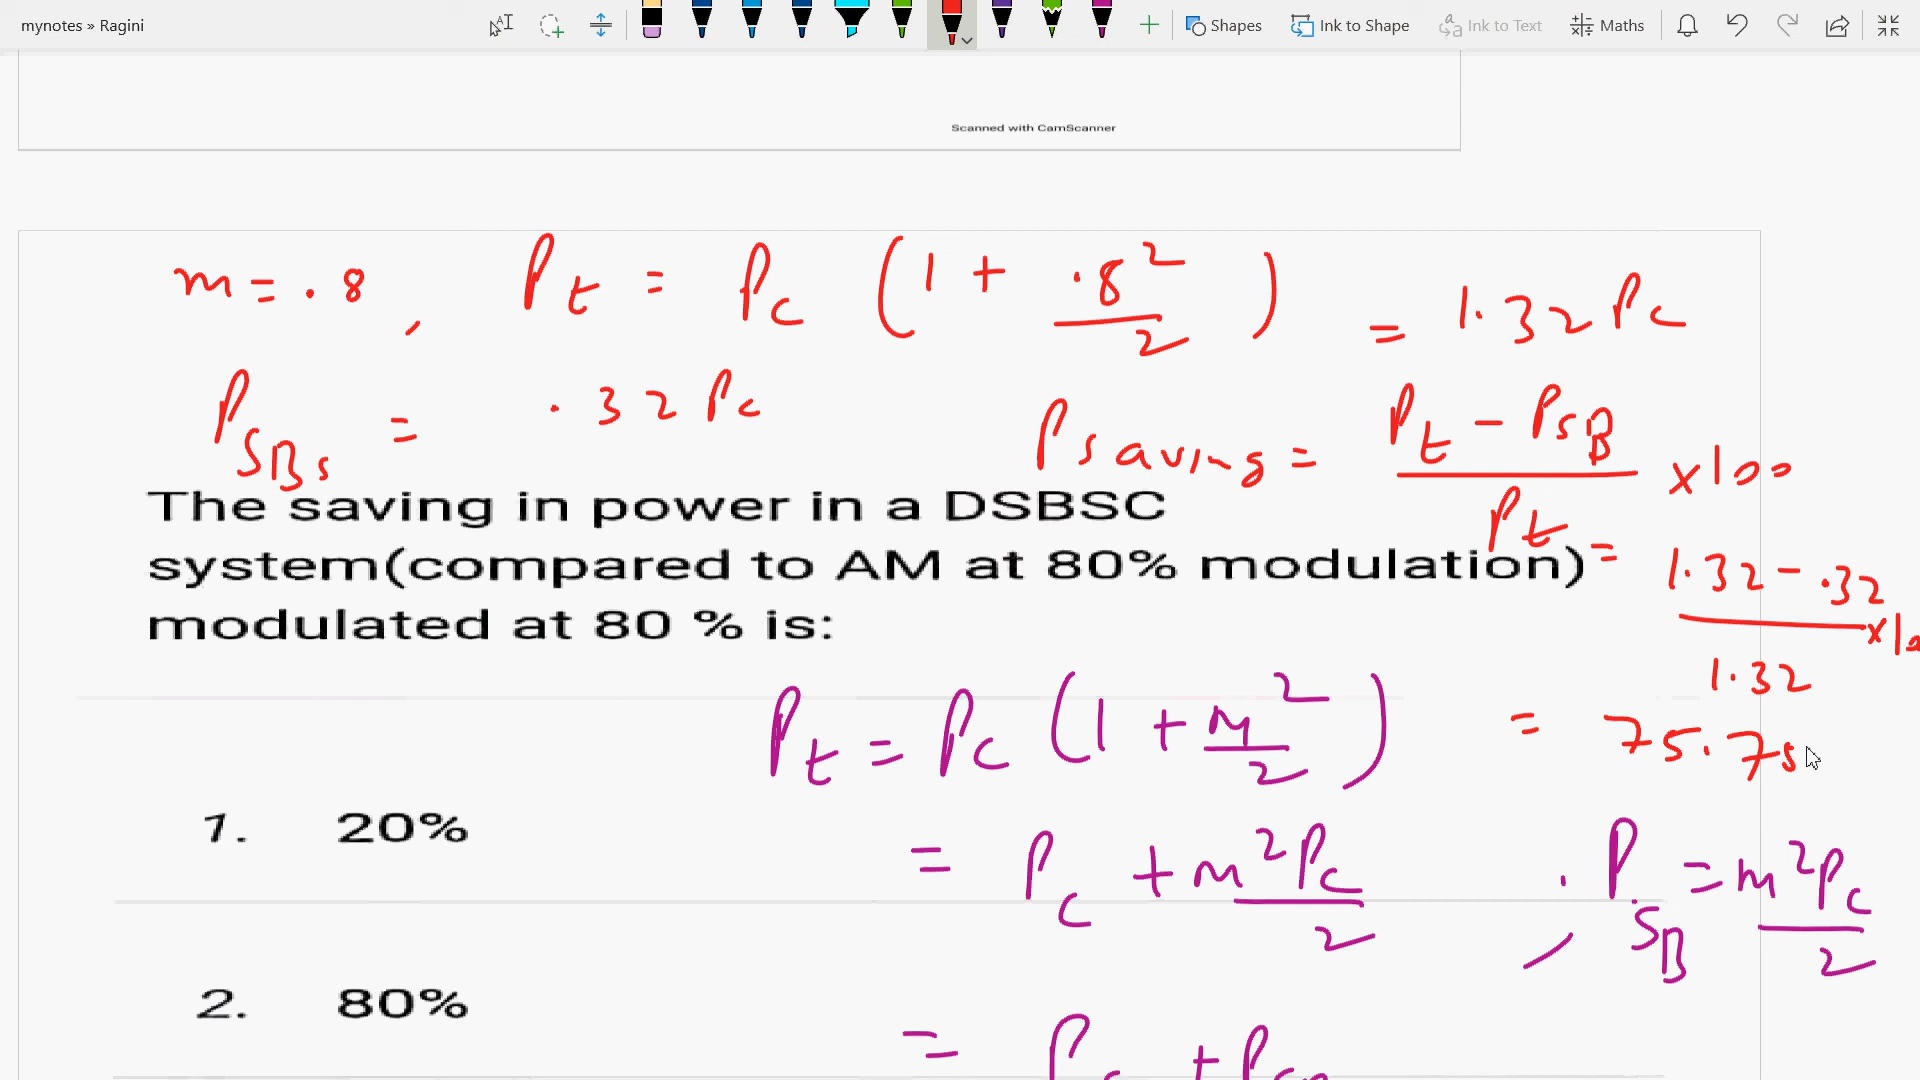 mynotes » Ragini
Shapes
Ink to Shape
Ink to Text
Maths
Scanned with CamScanner
m = .8 , Pt = Pc (1 + .8²/2) = 1.32 Pc
PSBs = .32 Pc
Psaving = (Pt - PSB)/Pt x100
= (1.32 - .32)/1.32 x10
= 75.75
The saving in power in a DSBSC
system(compared to AM at 80% modulation)
modulated at 80 % is:
Pt = Pc (1 + m²/2)
1. 20%
= Pc + m²Pc/2 , PSB = m²Pc/2
2. 80%